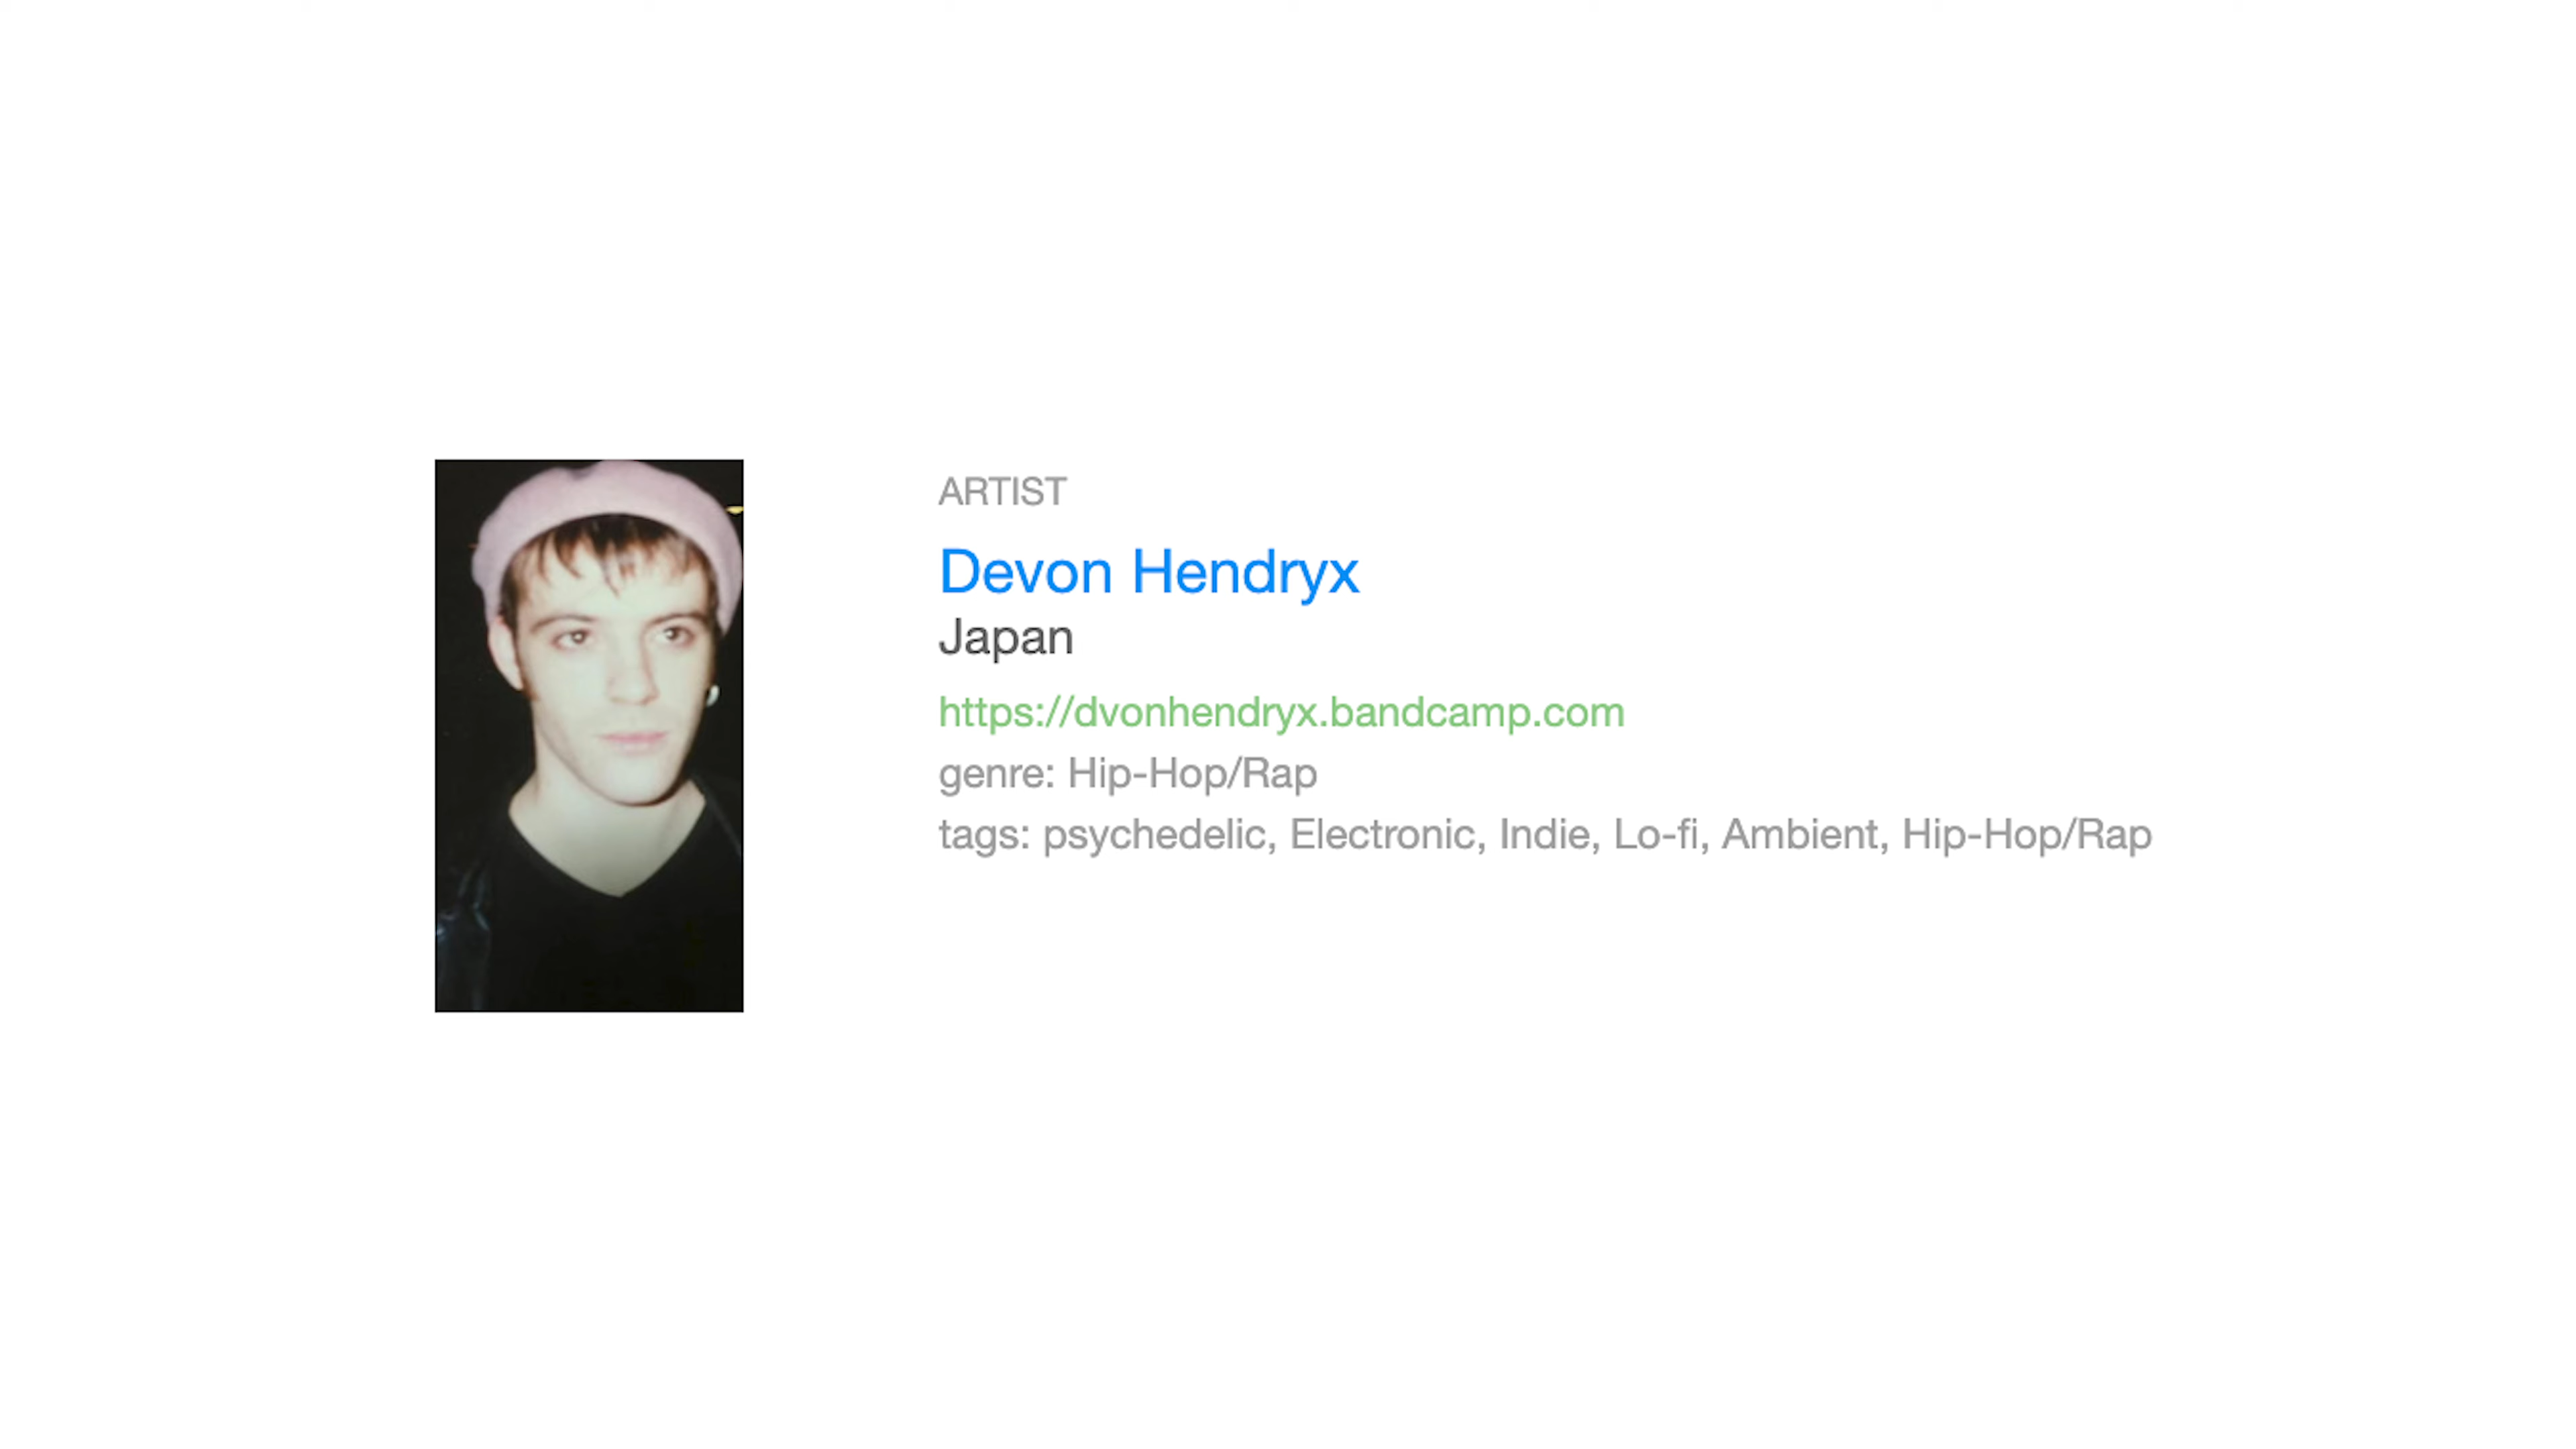 ARTIST
Devon Hendryx
Japan
https://dvonhendryx.bandcamp.com
genre: Hip-Hop/Rap
tags: psychedelic, Electronic, Indie, Lo-fi, Ambient, Hip-Hop/Rap